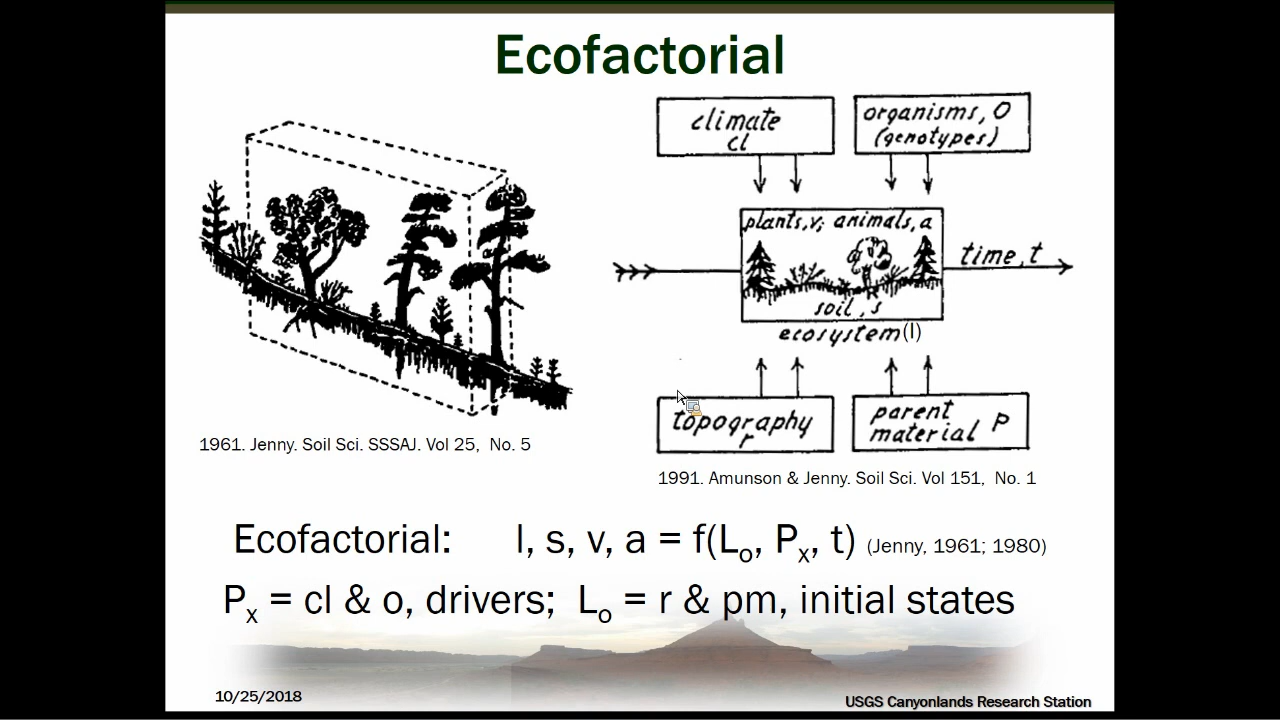 Ecofactorial
climate
cl
organisms, O
(genotypes)
plants,v; animals,a
time,t
soil,s
ecosystem(l)
topography
r
parent
material P
1961. Jenny. Soil Sci. SSSAJ. Vol 25, No. 5
1991. Amunson & Jenny. Soil Sci. Vol 151, No. 1
Ecofactorial: l, s, v, a = f(Lo, Px, t) (Jenny, 1961; 1980)
Px = cl & o, drivers; Lo = r & pm, initial states
10/25/2018
USGS Canyonlands Research Station